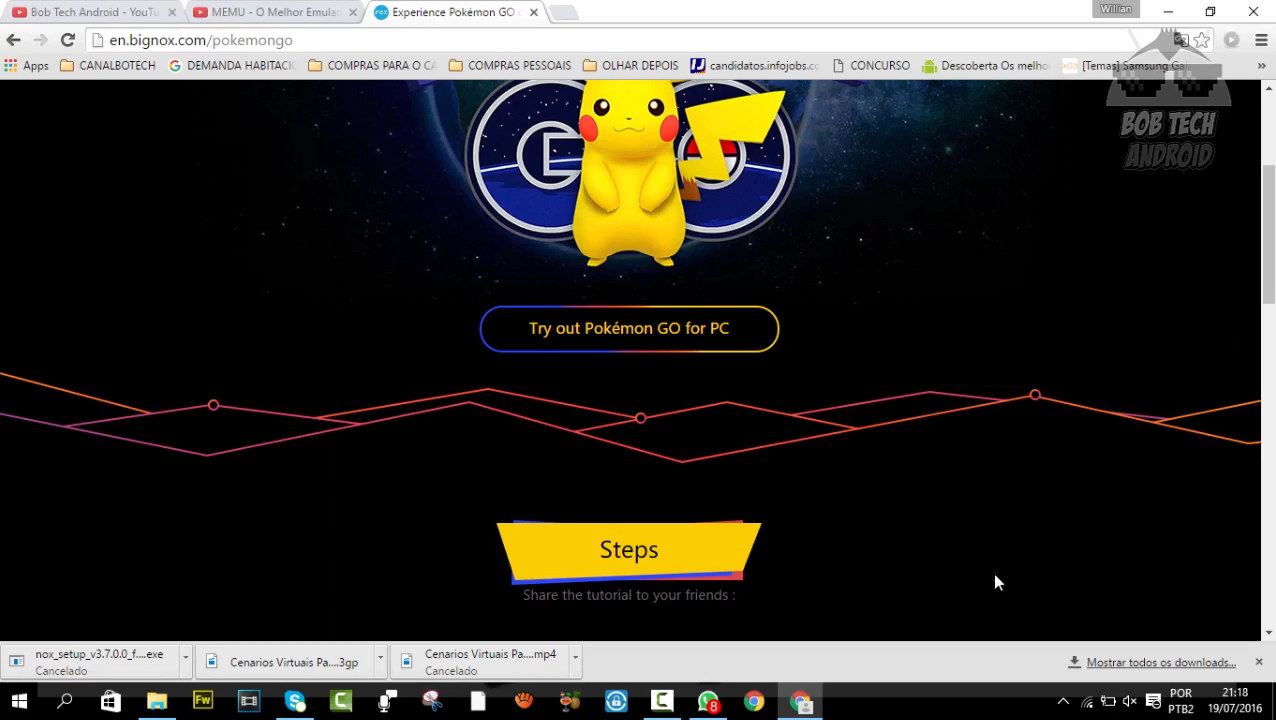 Bob Tech Android - YouTu
MEMU - O Melhor Emula
Experience Pokémon GO
Willian
en.bignox.com/pokemongo
Apps
CANALBOTECH
DEMANDA HABITACI
COMPRAS PARA O CA
COMPRAS PESSOAIS
OLHAR DEPOIS
candidatos.infojobs.co
CONCURSO
Descoberta Os melho
[Temas] Samsung Ga
BOB TECH
ANDROID
GO
Try out Pokémon GO for PC
Steps
Share the tutorial to your friends :
nox_setup_v3.7.0.0_f....exe
Cancelado
Cenarios Virtuais Pa....3gp
Cenarios Virtuais Pa....mp4
Cancelado
Mostrar todos os downloads...
Fw
8
POR
PTB2
21:18
19/07/2016